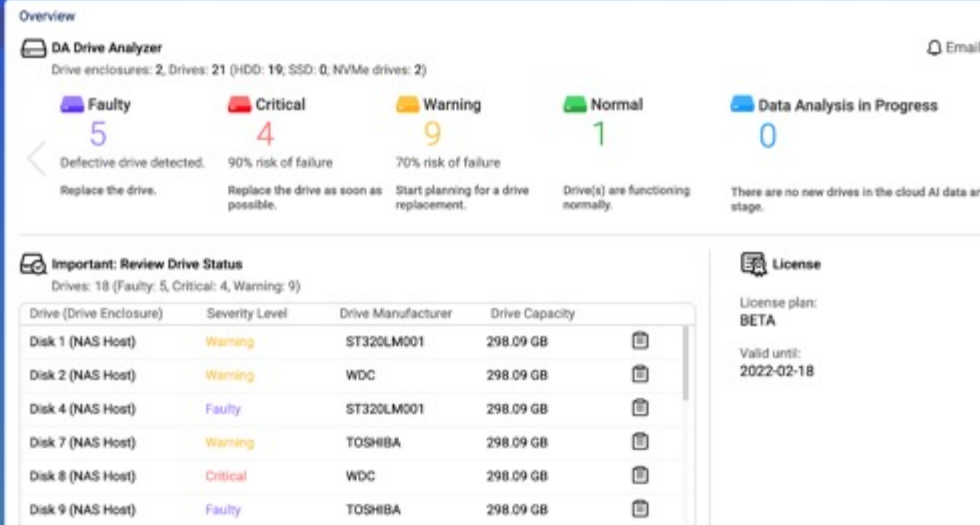 Overview
DA Drive Analyzer
Email
Drive enclosures: 2, Drives: 21 (HDD: 19; SSD: 0; NVMe drives: 2)
Faulty
5
Defective drive detected.
Replace the drive.
Critical
4
90% risk of failure
Replace the drive as soon as
possible.
Warning
9
70% risk of failure
Start planning for a drive
replacement.
Normal
1
Drive(s) are functioning
normally.
Data Analysis in Progress
0
There are no new drives in the cloud AI data
stage.
Important: Review Drive Status
Drives: 18 (Faulty: 5, Critical: 4, Warning: 9)
Drive (Drive Enclosure) Severity Level Drive Manufacturer Drive Capacity
Disk 1 (NAS Host) Warning ST320LM001 298.09 GB
Disk 2 (NAS Host) Warning WDC 298.09 GB
Disk 4 (NAS Host) Faulty ST320LM001 298.09 GB
Disk 7 (NAS Host) Warning TOSHIBA 298.09 GB
Disk 8 (NAS Host) Critical WDC 298.09 GB
Disk 9 (NAS Host) Faulty TOSHIBA 298.09 GB
License
License plan:
BETA
Valid until:
2022-02-18